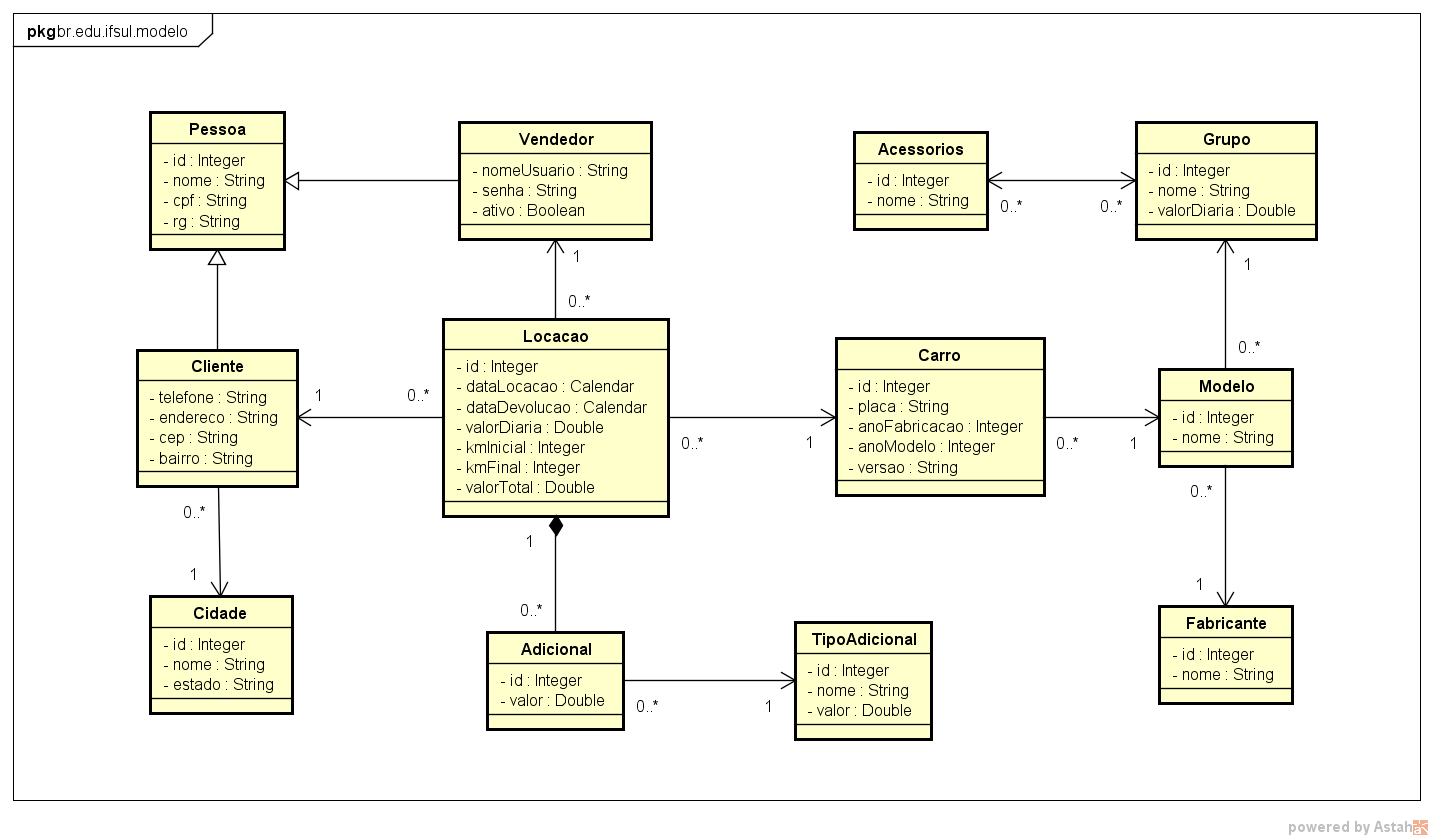 pkgbr.edu.ifsul.modelo
Pessoa
- id : Integer
- nome : String
- cpf : String
- rg : String
Vendedor
- nomeUsuario : String
- senha : String
- ativo : Boolean
Acessorios
- id : Integer
- nome : String
0..*
0..*
Grupo
- id : Integer
- nome : String
- valorDiaria : Double
1
0..*
1
0..*
Cliente
- telefone : String
- endereco : String
- cep : String
- bairro : String
1
0..*
Locacao
- id : Integer
- dataLocacao : Calendar
- dataDevolucao : Calendar
- valorDiaria : Double
- kmInicial : Integer
- kmFinal : Integer
- valorTotal : Double
0..*
1
Carro
- id : Integer
- placa : String
- anoFabricacao : Integer
- anoModelo : Integer
- versao : String
0..*
1
Modelo
- id : Integer
- nome : String
0..*
1
0..*
1
1
0..*
Cidade
- id : Integer
- nome : String
- estado : String
Adicional
- id : Integer
- valor : Double
0..*
1
TipoAdicional
- id : Integer
- nome : String
- valor : Double
Fabricante
- id : Integer
- nome : String
powered by Astah